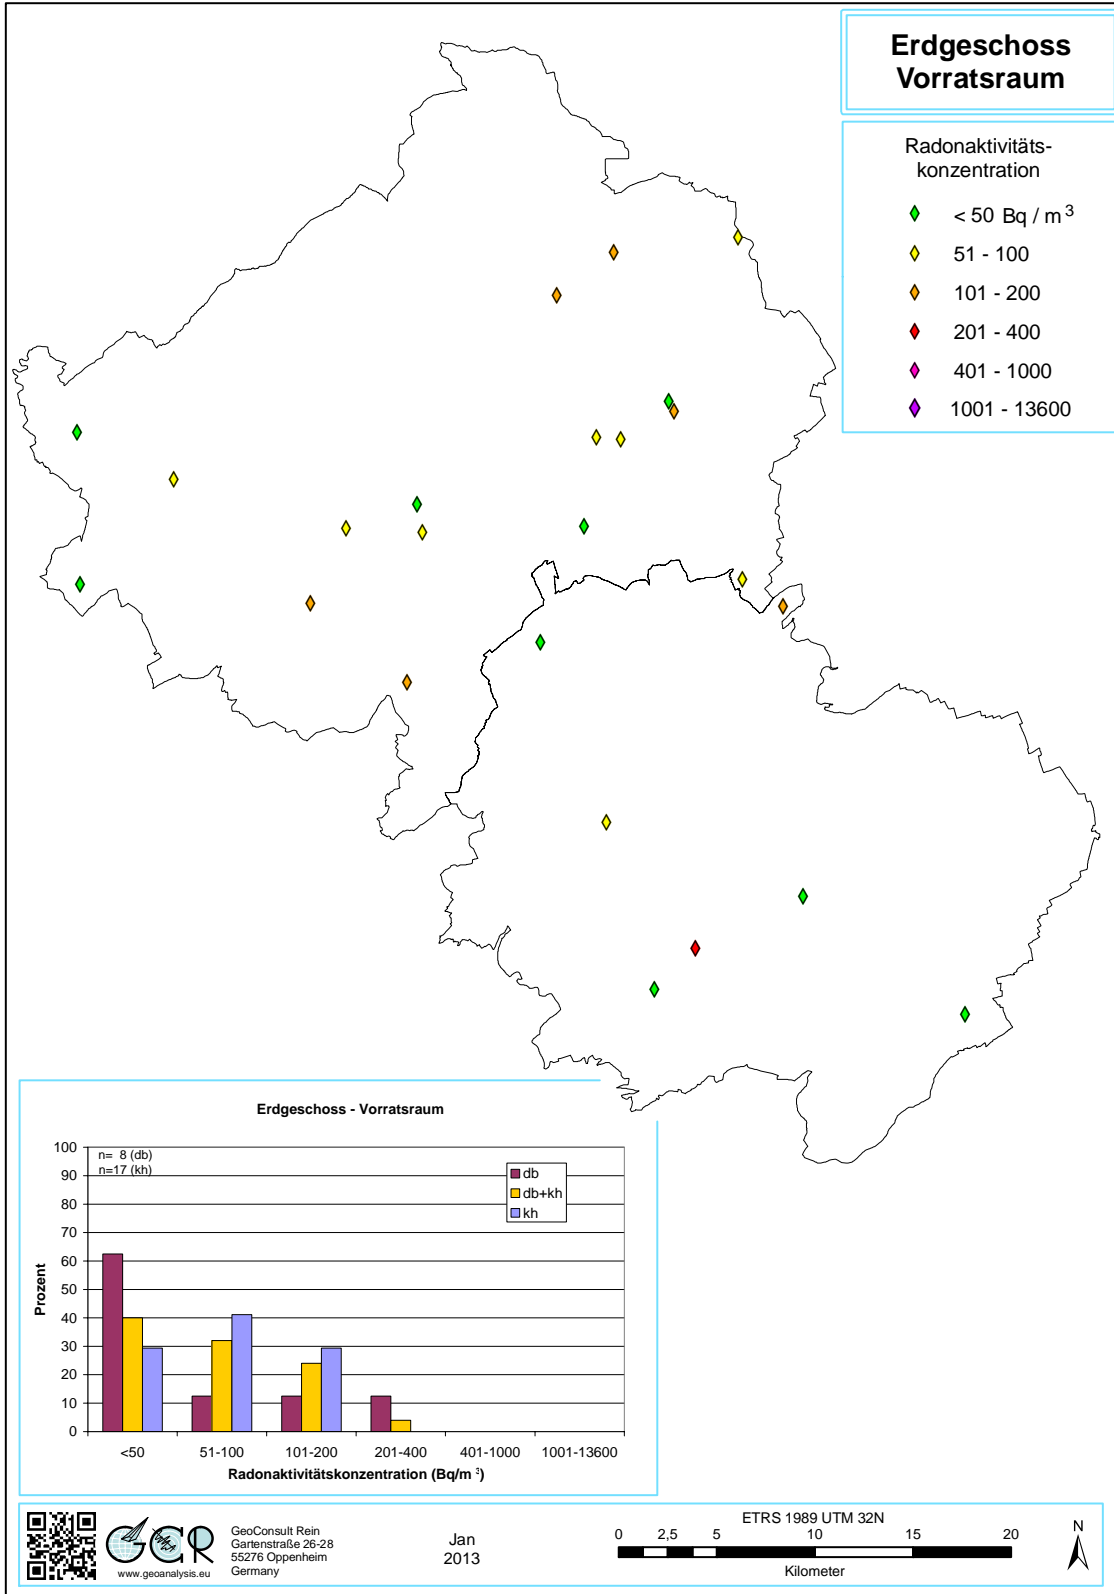 Erdgeschoss
Vorratsraum
Radonaktivitäts-
konzentration
< 50 Bq / m³
51 - 100
101 - 200
201 - 400
401 - 1000
1001 - 13600
Erdgeschoss - Vorratsraum
n= 8 (db)
n=17 (kh)
db
db+kh
kh
Prozent
100
90
80
70
60
50
40
30
20
10
0
<50 51-100 101-200 201-400 401-1000 1001-13600
Radonaktivitätskonzentration (Bq/m³)
GCR
www.geoanalysis.eu
GeoConsult Rein
Gartenstraße 26-28
55276 Oppenheim
Germany
Jan
2013
ETRS 1989 UTM 32N
0 2,5 5 10 15 20
Kilometer
N